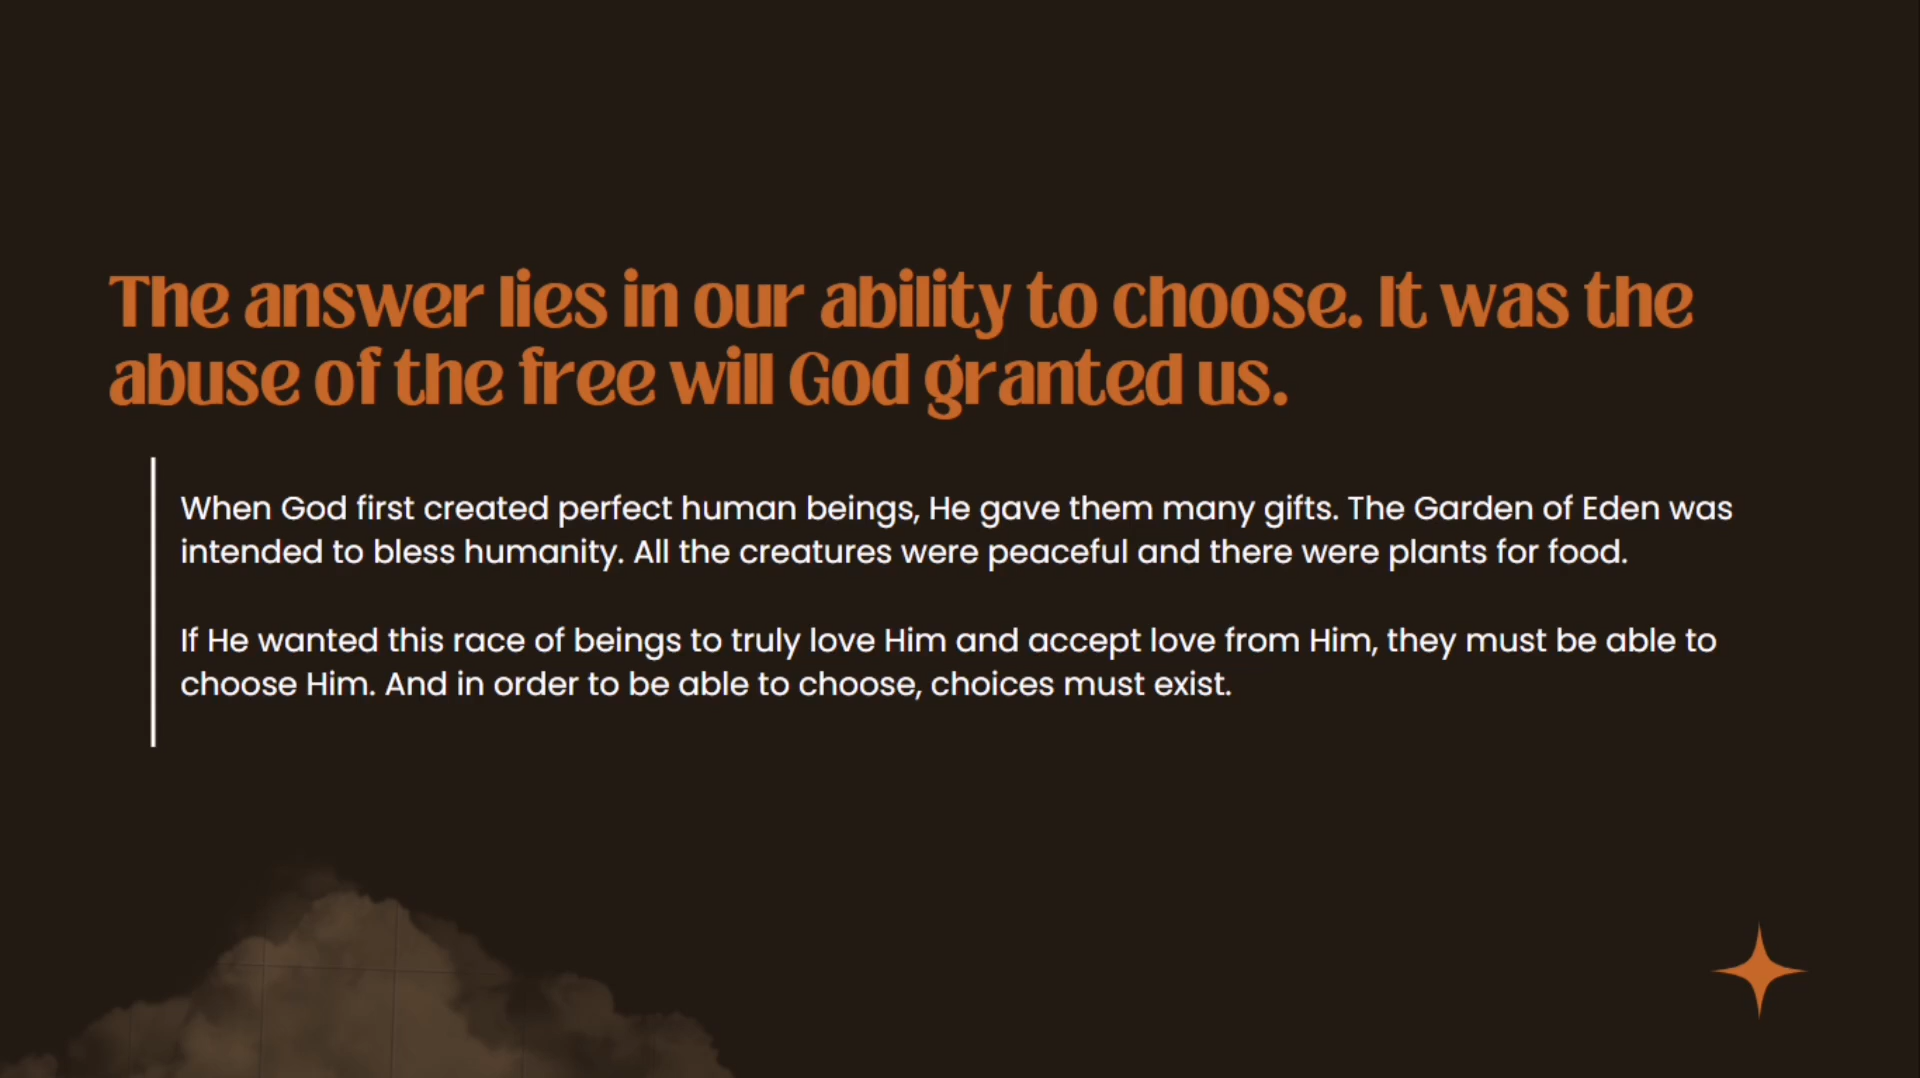 The answer lies in our ability to choose. It was the
abuse of the free will God granted us.
When God first created perfect human beings, He gave them many gifts. The Garden of Eden was
intended to bless humanity. All the creatures were peaceful and there were plants for food.
If He wanted this race of beings to truly love Him and accept love from Him, they must be able to
choose Him. And in order to be able to choose, choices must exist.